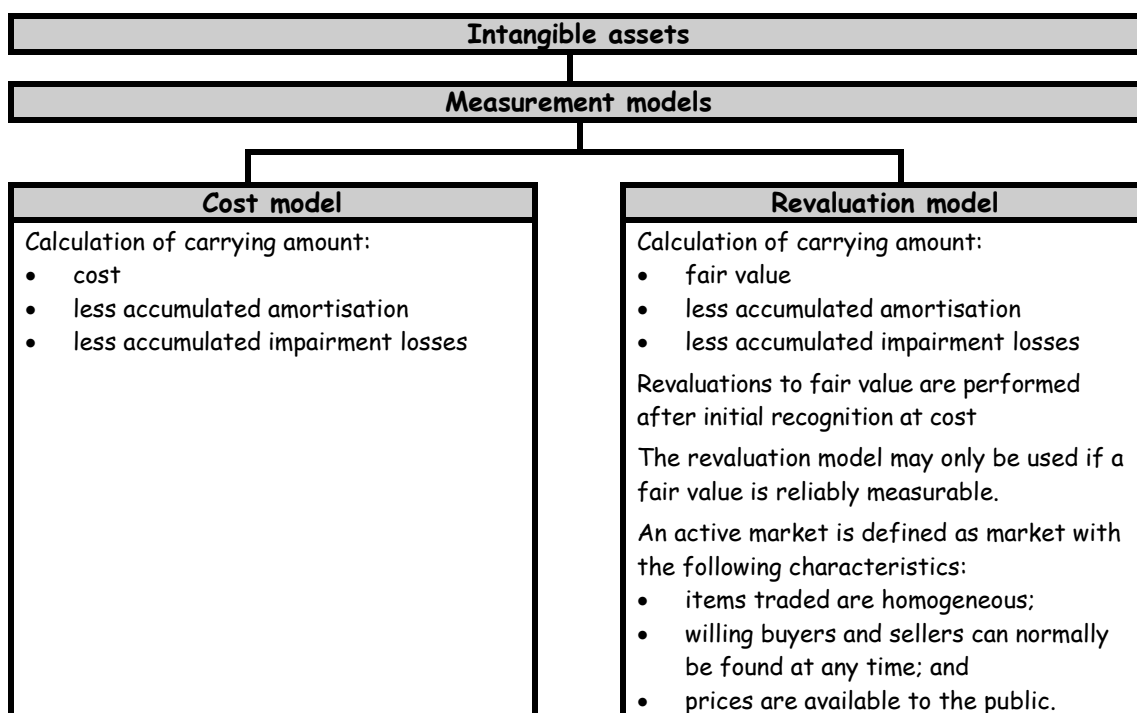 Intangible assets
Measurement models
Cost model
Calculation of carrying amount:
• cost
• less accumulated amortisation
• less accumulated impairment losses
Revaluation model
Calculation of carrying amount:
• fair value
• less accumulated amortisation
• less accumulated impairment losses
Revaluations to fair value are performed
after initial recognition at cost
The revaluation model may only be used if a
fair value is reliably measurable.
An active market is defined as market with
the following characteristics:
• items traded are homogeneous;
• willing buyers and sellers can normally
be found at any time; and
• prices are available to the public.